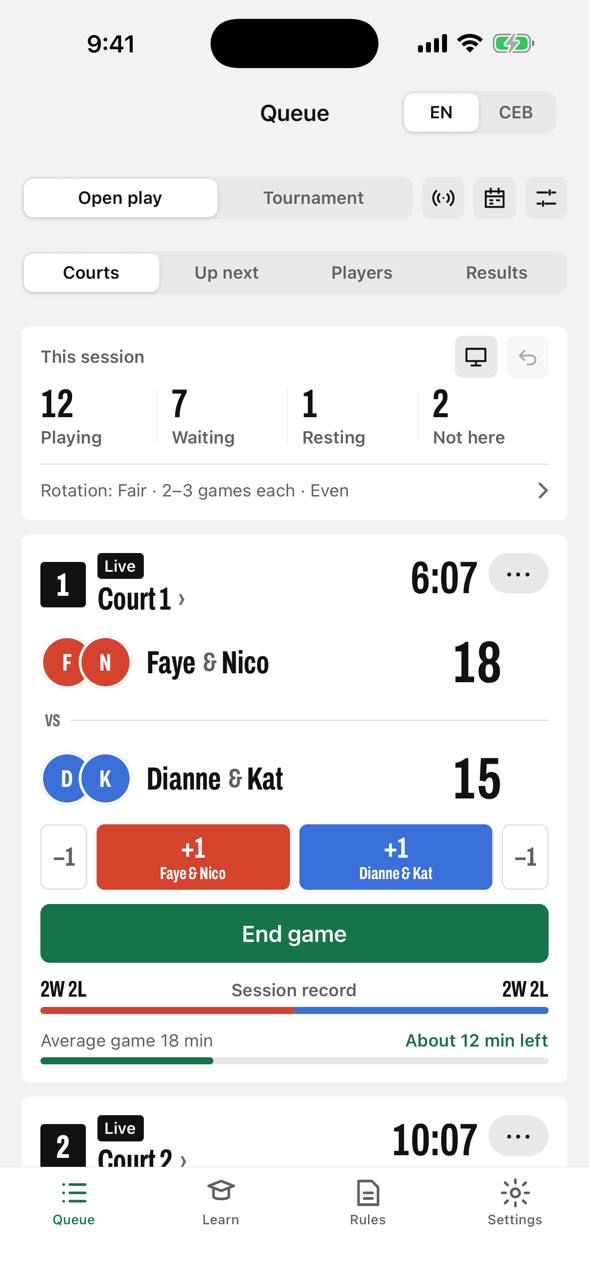 9:41
Queue
EN CEB
Open play Tournament
Courts Up next Players Results
This session
12 7 1 2
Playing Waiting Resting Not here
Rotation: Fair · 2–3 games each · Even
1 Live 6:07 ...
Court 1 ›
F N Faye & Nico 18
VS
D K Dianne & Kat 15
−1 +1 +1 −1
Faye & Nico Dianne & Kat
End game
2W 2L Session record 2W 2L
Average game 18 min About 12 min left
2 Live 10:07 ...
Court 2 ›
Queue Learn Rules Settings